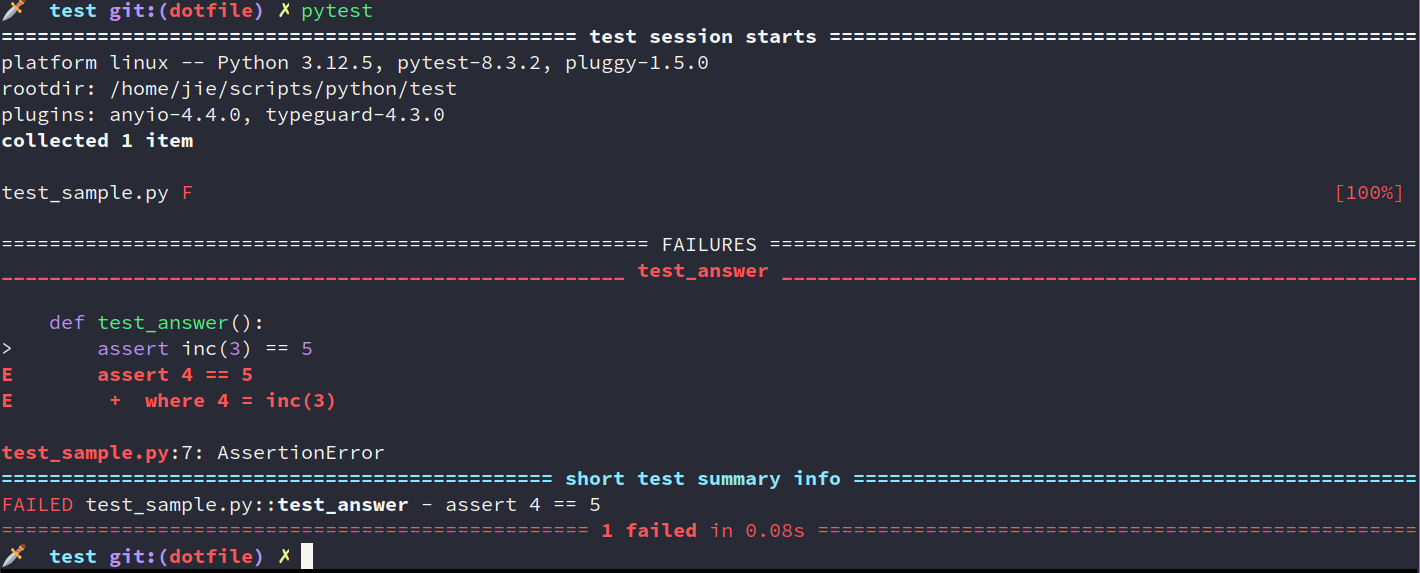 🗡 test git:(dotfile) ✗ pytest
================================================ test session starts =================================================
platform linux -- Python 3.12.5, pytest-8.3.2, pluggy-1.5.0
rootdir: /home/jie/scripts/python/test
plugins: anyio-4.4.0, typeguard-4.3.0
collected 1 item
test_sample.py F [100%]
====================================================== FAILURES ======================================================
____________________________________________________ test_answer _____________________________________________________
    def test_answer():
>       assert inc(3) == 5
E       assert 4 == 5
E        +  where 4 = inc(3)
test_sample.py:7: AssertionError
============================================== short test summary info ===============================================
FAILED test_sample.py::test_answer - assert 4 == 5
================================================= 1 failed in 0.08s ==================================================
🗡 test git:(dotfile) ✗